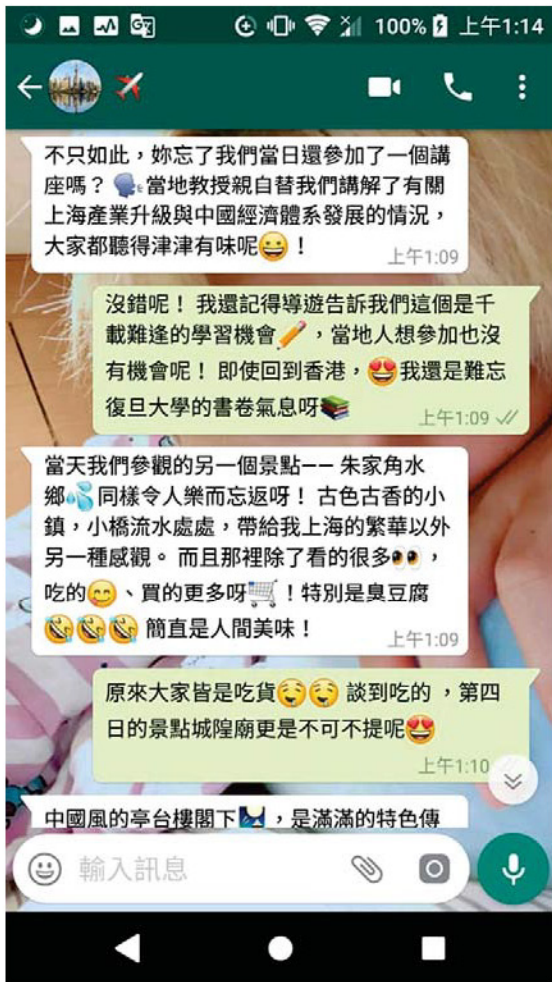 100% 上午1:14
不只如此，妳忘了我們當日還參加了一個講
座嗎？🗣️當地教授親自替我們講解了有關
上海產業升級與中國經濟體系發展的情況，
大家都聽得津津有味呢😀！
上午1:09
沒錯呢！ 我還記得導遊告訴我們這個是千
載難逢的學習機會✏️，當地人想參加也沒
有機會呢！ 即使回到香港，😍我還是難忘
復旦大學的書卷氣息呀📚
上午1:09
當天我們參觀的另一個景點-- 朱家角水
鄉💦同樣令人樂而忘返呀！ 古色古香的小
鎮，小橋流水處處，帶給我上海的繁華以外
另一種感觀。 而且那裡除了看的很多👀，
吃的😋、買的更多呀🛒！特別是臭豆腐
🤣🤣🤣 簡直是人間美味！
上午1:09
原來大家皆是吃貨🤤🤤 談到吃的 ，第四
日的景點城隍廟更是不可不提呢😍
上午1:10
中國風的亭台樓閣下🌉，是滿滿的特色傳
輸入訊息